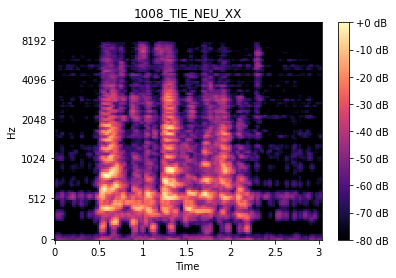 1008_TIE_NEU_XX
8192
4096
2048
1024
512
0
Hz
0
0.5
1
1.5
2
2.5
3
Time
+0 dB
-10 dB
-20 dB
-30 dB
-40 dB
-50 dB
-60 dB
-70 dB
-80 dB